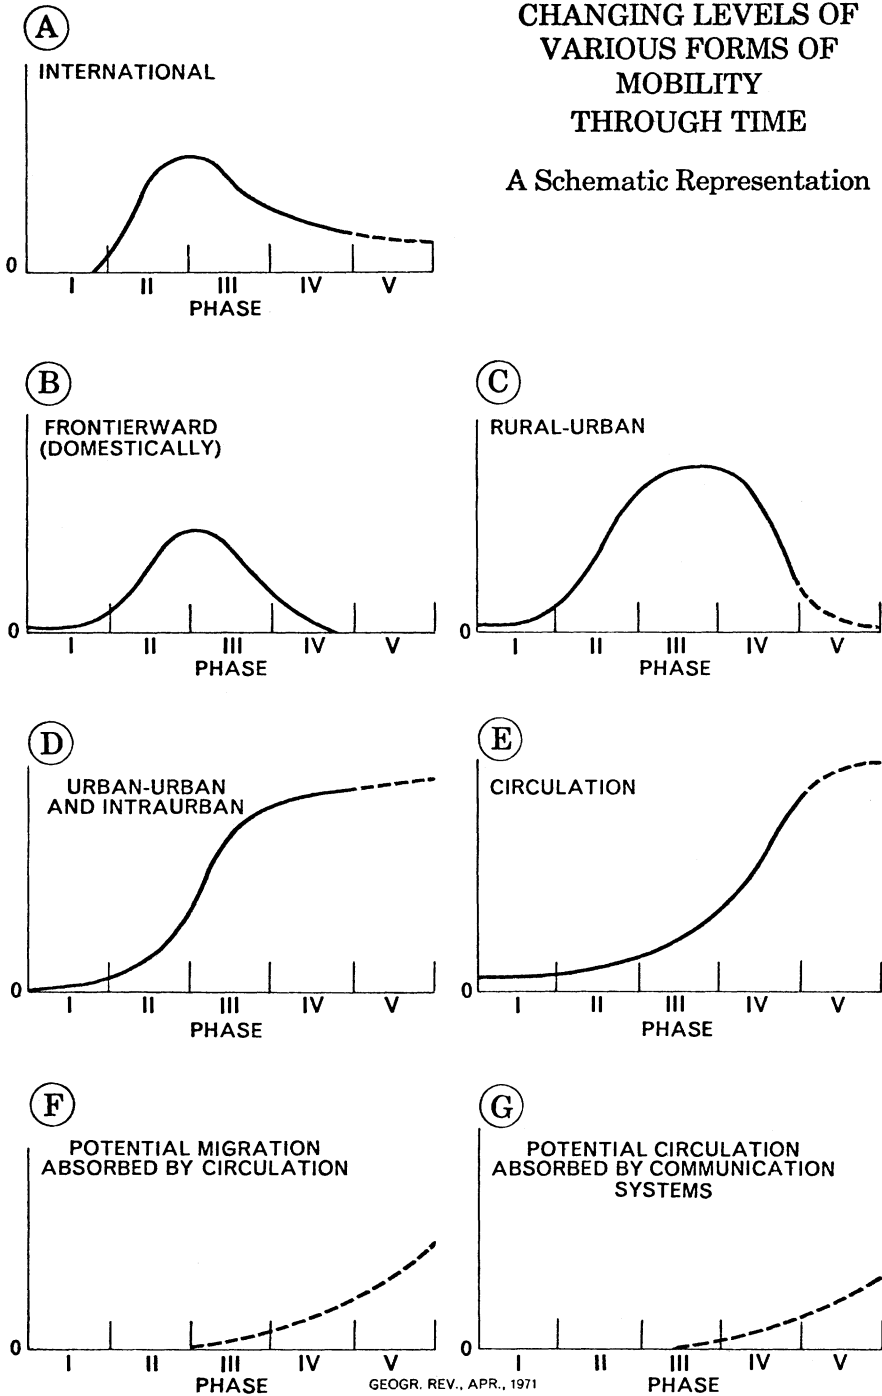 CHANGING LEVELS OF
VARIOUS FORMS OF
MOBILITY
THROUGH TIME
A Schematic Representation
A
INTERNATIONAL
0
I II III IV V
PHASE
B
FRONTIERWARD
(DOMESTICALLY)
0
I II III IV V
PHASE
C
RURAL-URBAN
0
I II III IV V
PHASE
D
URBAN-URBAN
AND INTRAURBAN
0
I II III IV V
PHASE
E
CIRCULATION
0
I II III IV V
PHASE
F
POTENTIAL MIGRATION
ABSORBED BY CIRCULATION
0
I II III IV V
PHASE
G
POTENTIAL CIRCULATION
ABSORBED BY COMMUNICATION
SYSTEMS
0
I II III IV V
PHASE
GEOGR. REV., APR., 1971